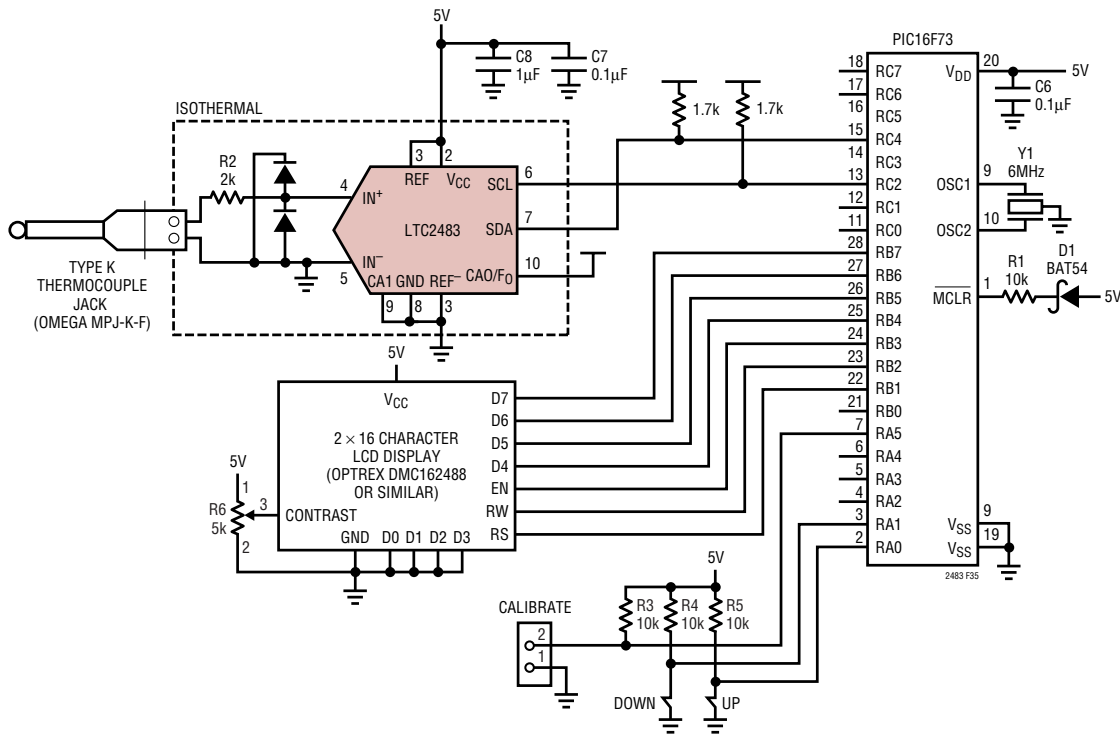 5V
C8
1µF
C7
0.1µF
ISOTHERMAL
R2
2k
3
2
REF
VCC
4
IN+
SCL
6
LTC2483
SDA
7
IN−
5
CA1
GND
REF−
CAO/FO
10
9
8
3
TYPE K
THERMOCOUPLE
JACK
(OMEGA MPJ-K-F)
1.7k
1.7k
PIC16F73
18
RC7
17
RC6
16
RC5
15
RC4
14
RC3
13
RC2
12
RC1
11
RC0
28
RB7
27
RB6
26
RB5
25
RB4
24
RB3
23
RB2
22
RB1
21
RB0
7
RA5
6
RA4
5
RA3
4
RA2
3
RA1
2
RA0
VDD
20
5V
C6
0.1µF
Y1
6MHz
9
OSC1
10
OSC2
D1
BAT54
R1
10k
1
MCLR
5V
9
VSS
19
VSS
2483 F35
5V
VCC
2 × 16 CHARACTER
LCD DISPLAY
(OPTREX DMC162488
OR SIMILAR)
D7
D6
D5
D4
EN
RW
RS
5V
1
R6
5k
3
2
CONTRAST
GND
D0
D1
D2
D3
5V
CALIBRATE
R3
10k
R4
10k
R5
10k
2
1
DOWN
UP